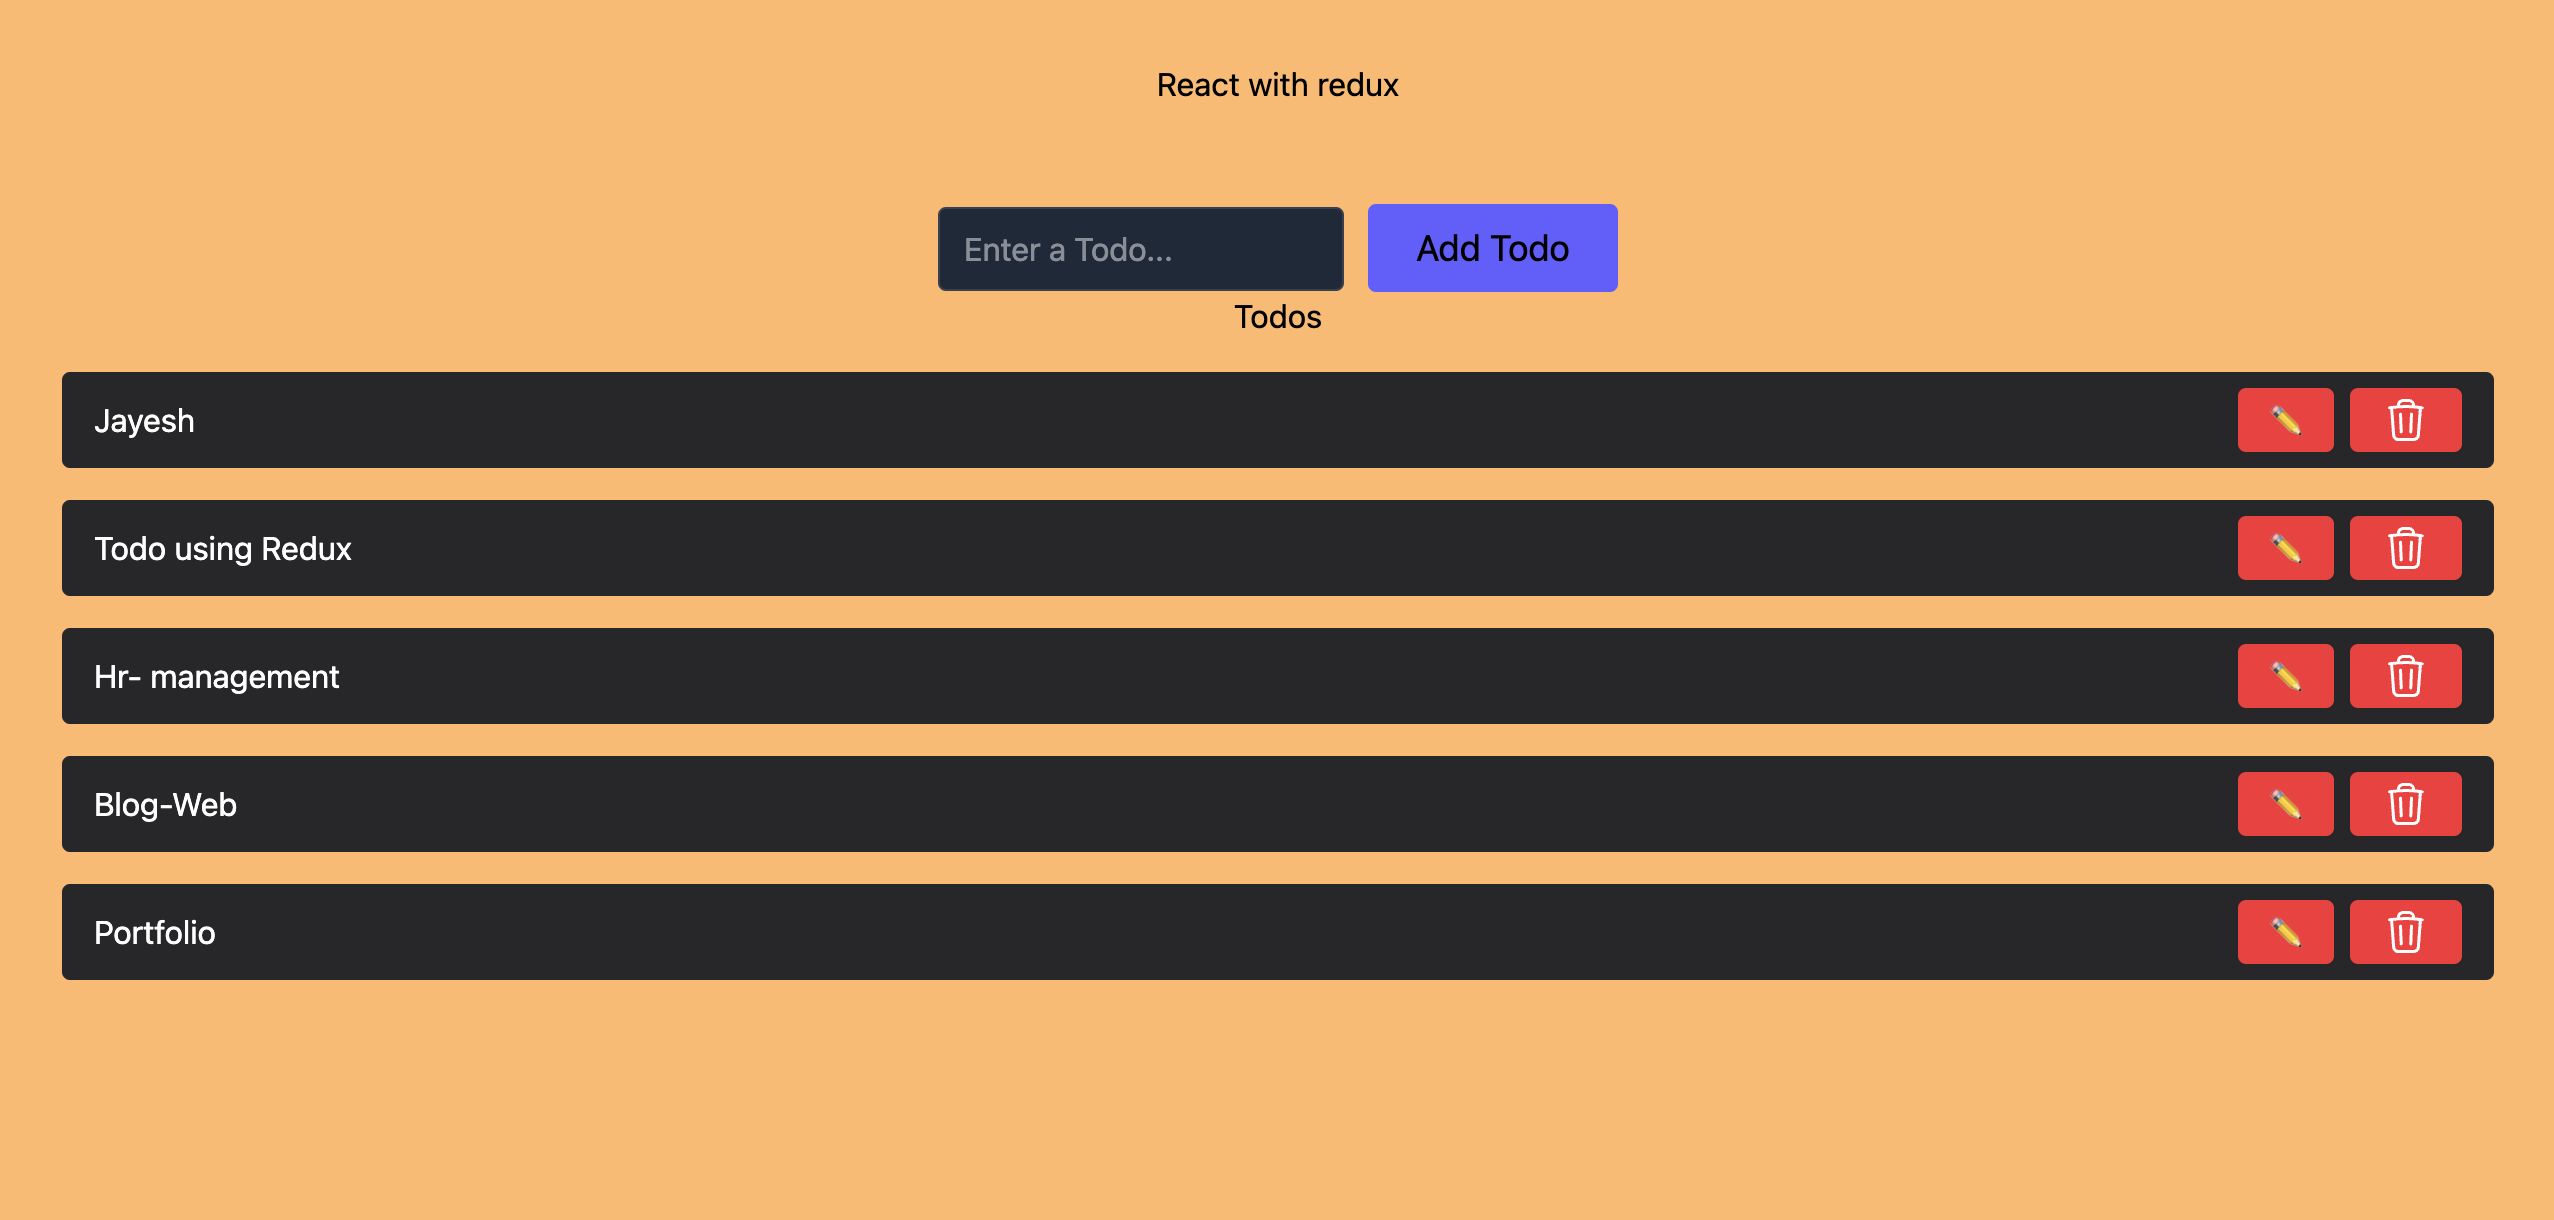 React with redux
Enter a Todo...
Add Todo
Todos
Jayesh
Todo using Redux
Hr- management
Blog-Web
Portfolio